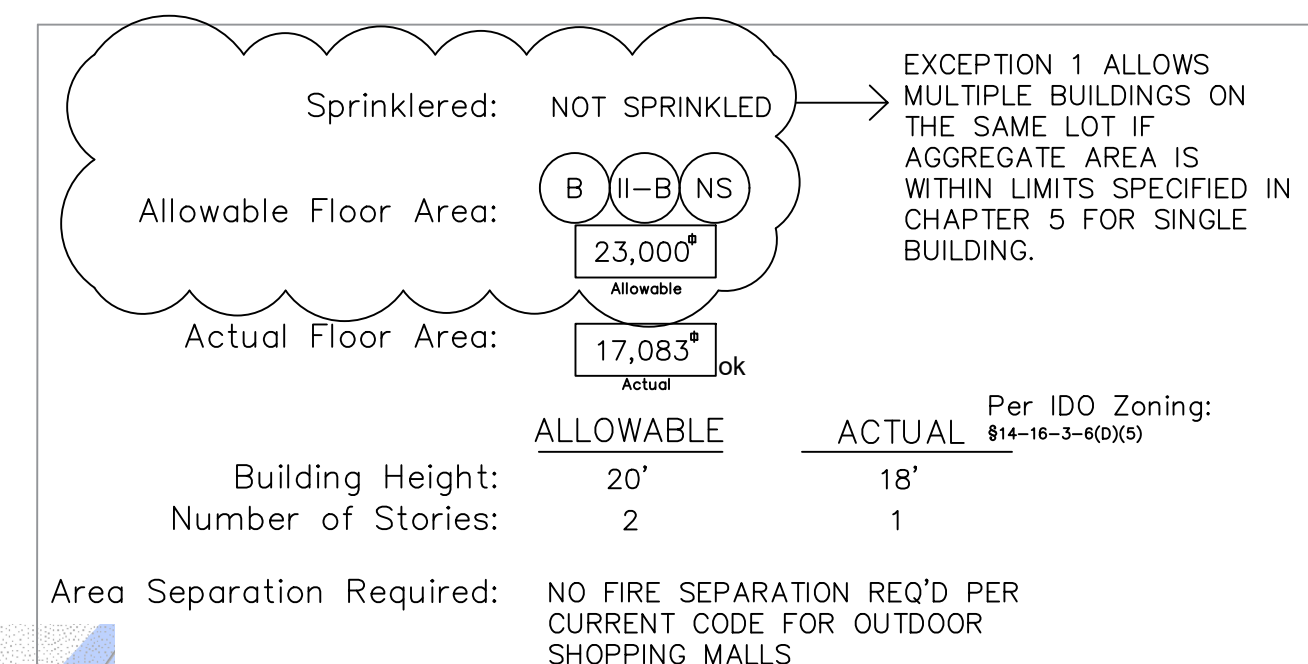 Sprinklered: NOT SPRINKLED
EXCEPTION 1 ALLOWS
MULTIPLE BUILDINGS ON
THE SAME LOT IF
AGGREGATE AREA IS
WITHIN LIMITS SPECIFIED IN
CHAPTER 5 FOR SINGLE
BUILDING.
B II-B NS
Allowable Floor Area:
23,000⌽
Allowable
Actual Floor Area: 17,083⌽ ok
Actual
Per IDO Zoning:
§14-16-3-6(D)(5)
ALLOWABLE ACTUAL
Building Height: 20' 18'
Number of Stories: 2 1
Area Separation Required: NO FIRE SEPARATION REQ'D PER
CURRENT CODE FOR OUTDOOR
SHOPPING MALLS